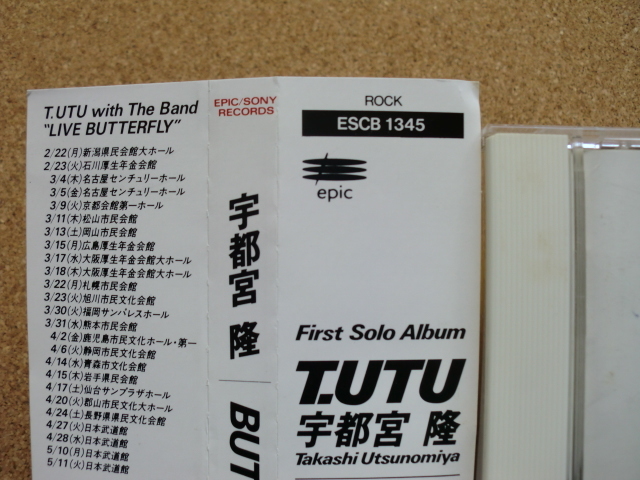 T.UTU with The Band
"LIVE BUTTERFLY"
2/22(月)新潟県民会館大ホール
2/23(火)石川厚生年金会館
3/4(木)名古屋センチュリーホール
3/5(金)名古屋センチュリーホール
3/9(火)京都会館第一ホール
3/11(木)松山市民会館
3/13(土)岡山市民会館
3/15(月)広島厚生年金会館
3/17(水)大阪厚生年金会館大ホール
3/18(木)大阪厚生年金会館大ホール
3/22(月)札幌市民会館
3/23(火)旭川市民文化会館
3/30(火)福岡サンパレスホール
3/31(水)熊本市民会館
4/2(金)鹿児島市民文化ホール・第一
4/6(火)静岡市民文化会館
4/14(水)青森市文化会館
4/15(木)岩手県民会館
4/17(土)仙台サンプラザホール
4/20(火)郡山市民文化大ホール
4/24(土)長野県県民文化会館
4/27(火)日本武道館
4/28(水)日本武道館
5/10(月)日本武道館
5/11(火)日本武道館
EPIC/SONY
RECORDS
宇都宮 隆
BUT
ROCK
ESCB 1345
epic
First Solo Album
T.UTU
宇都宮 隆
Takashi Utsunomiya